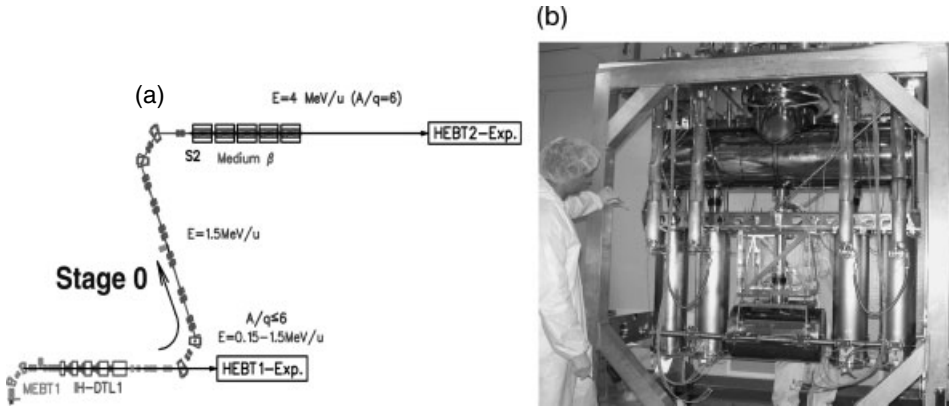 (a)
(b)
E=4 MeV/u (A/q=6)
HEBT2-Exp.
S2 Medium β
E=1.5MeV/u
Stage 0
A/q≤6
E=0.15-1.5MeV/u
MEBT1 IH-DTL1 HEBT1-Exp.